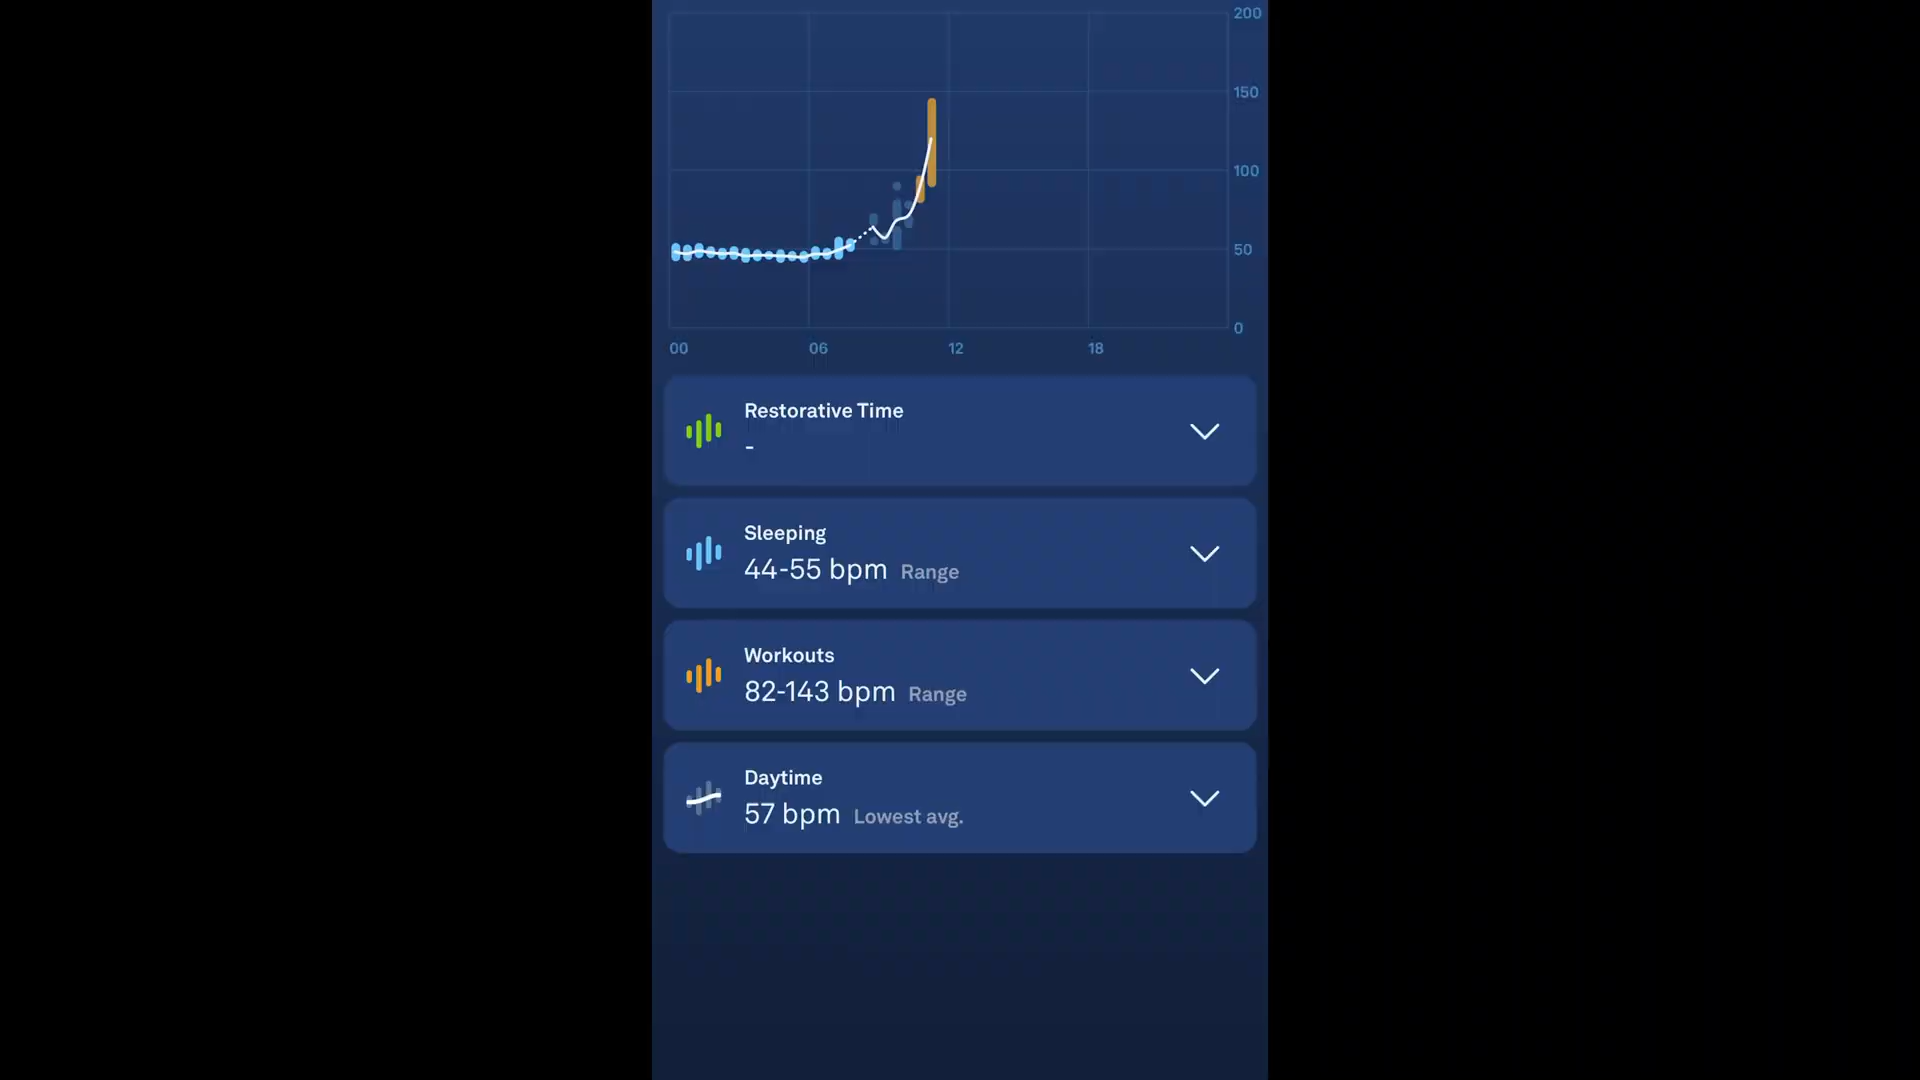 200
150
100
50
0
00 06 12 18
Restorative Time
-
Sleeping
44-55 bpm Range
Workouts
82-143 bpm Range
Daytime
57 bpm Lowest avg.